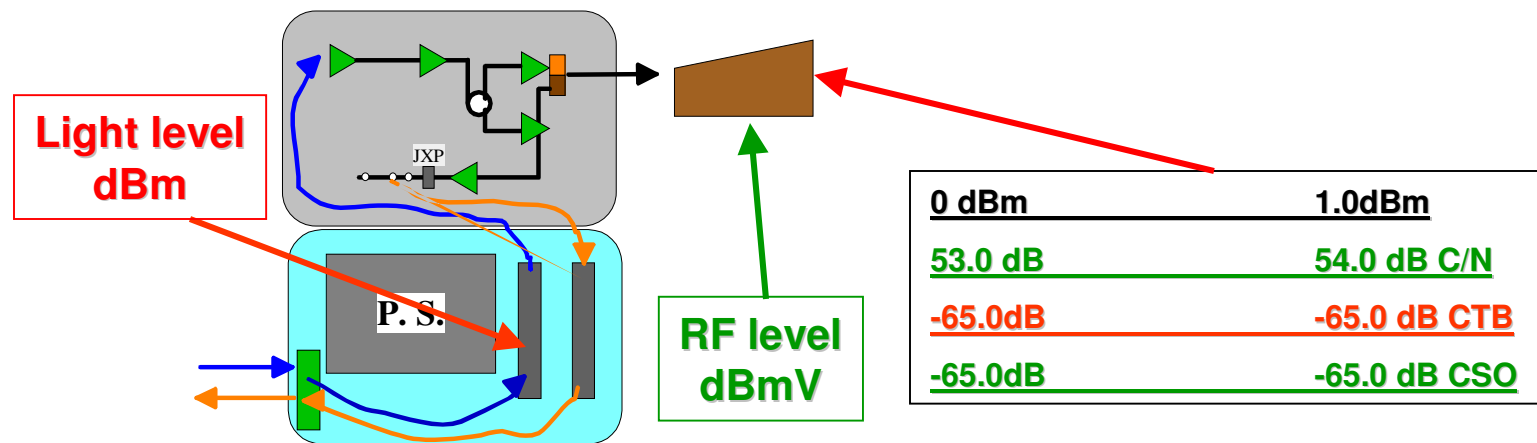 Light level
dBm
JXP
P. S.
RF level
dBmV
0 dBm 1.0dBm
53.0 dB 54.0 dB C/N
-65.0dB -65.0 dB CTB
-65.0dB -65.0 dB CSO